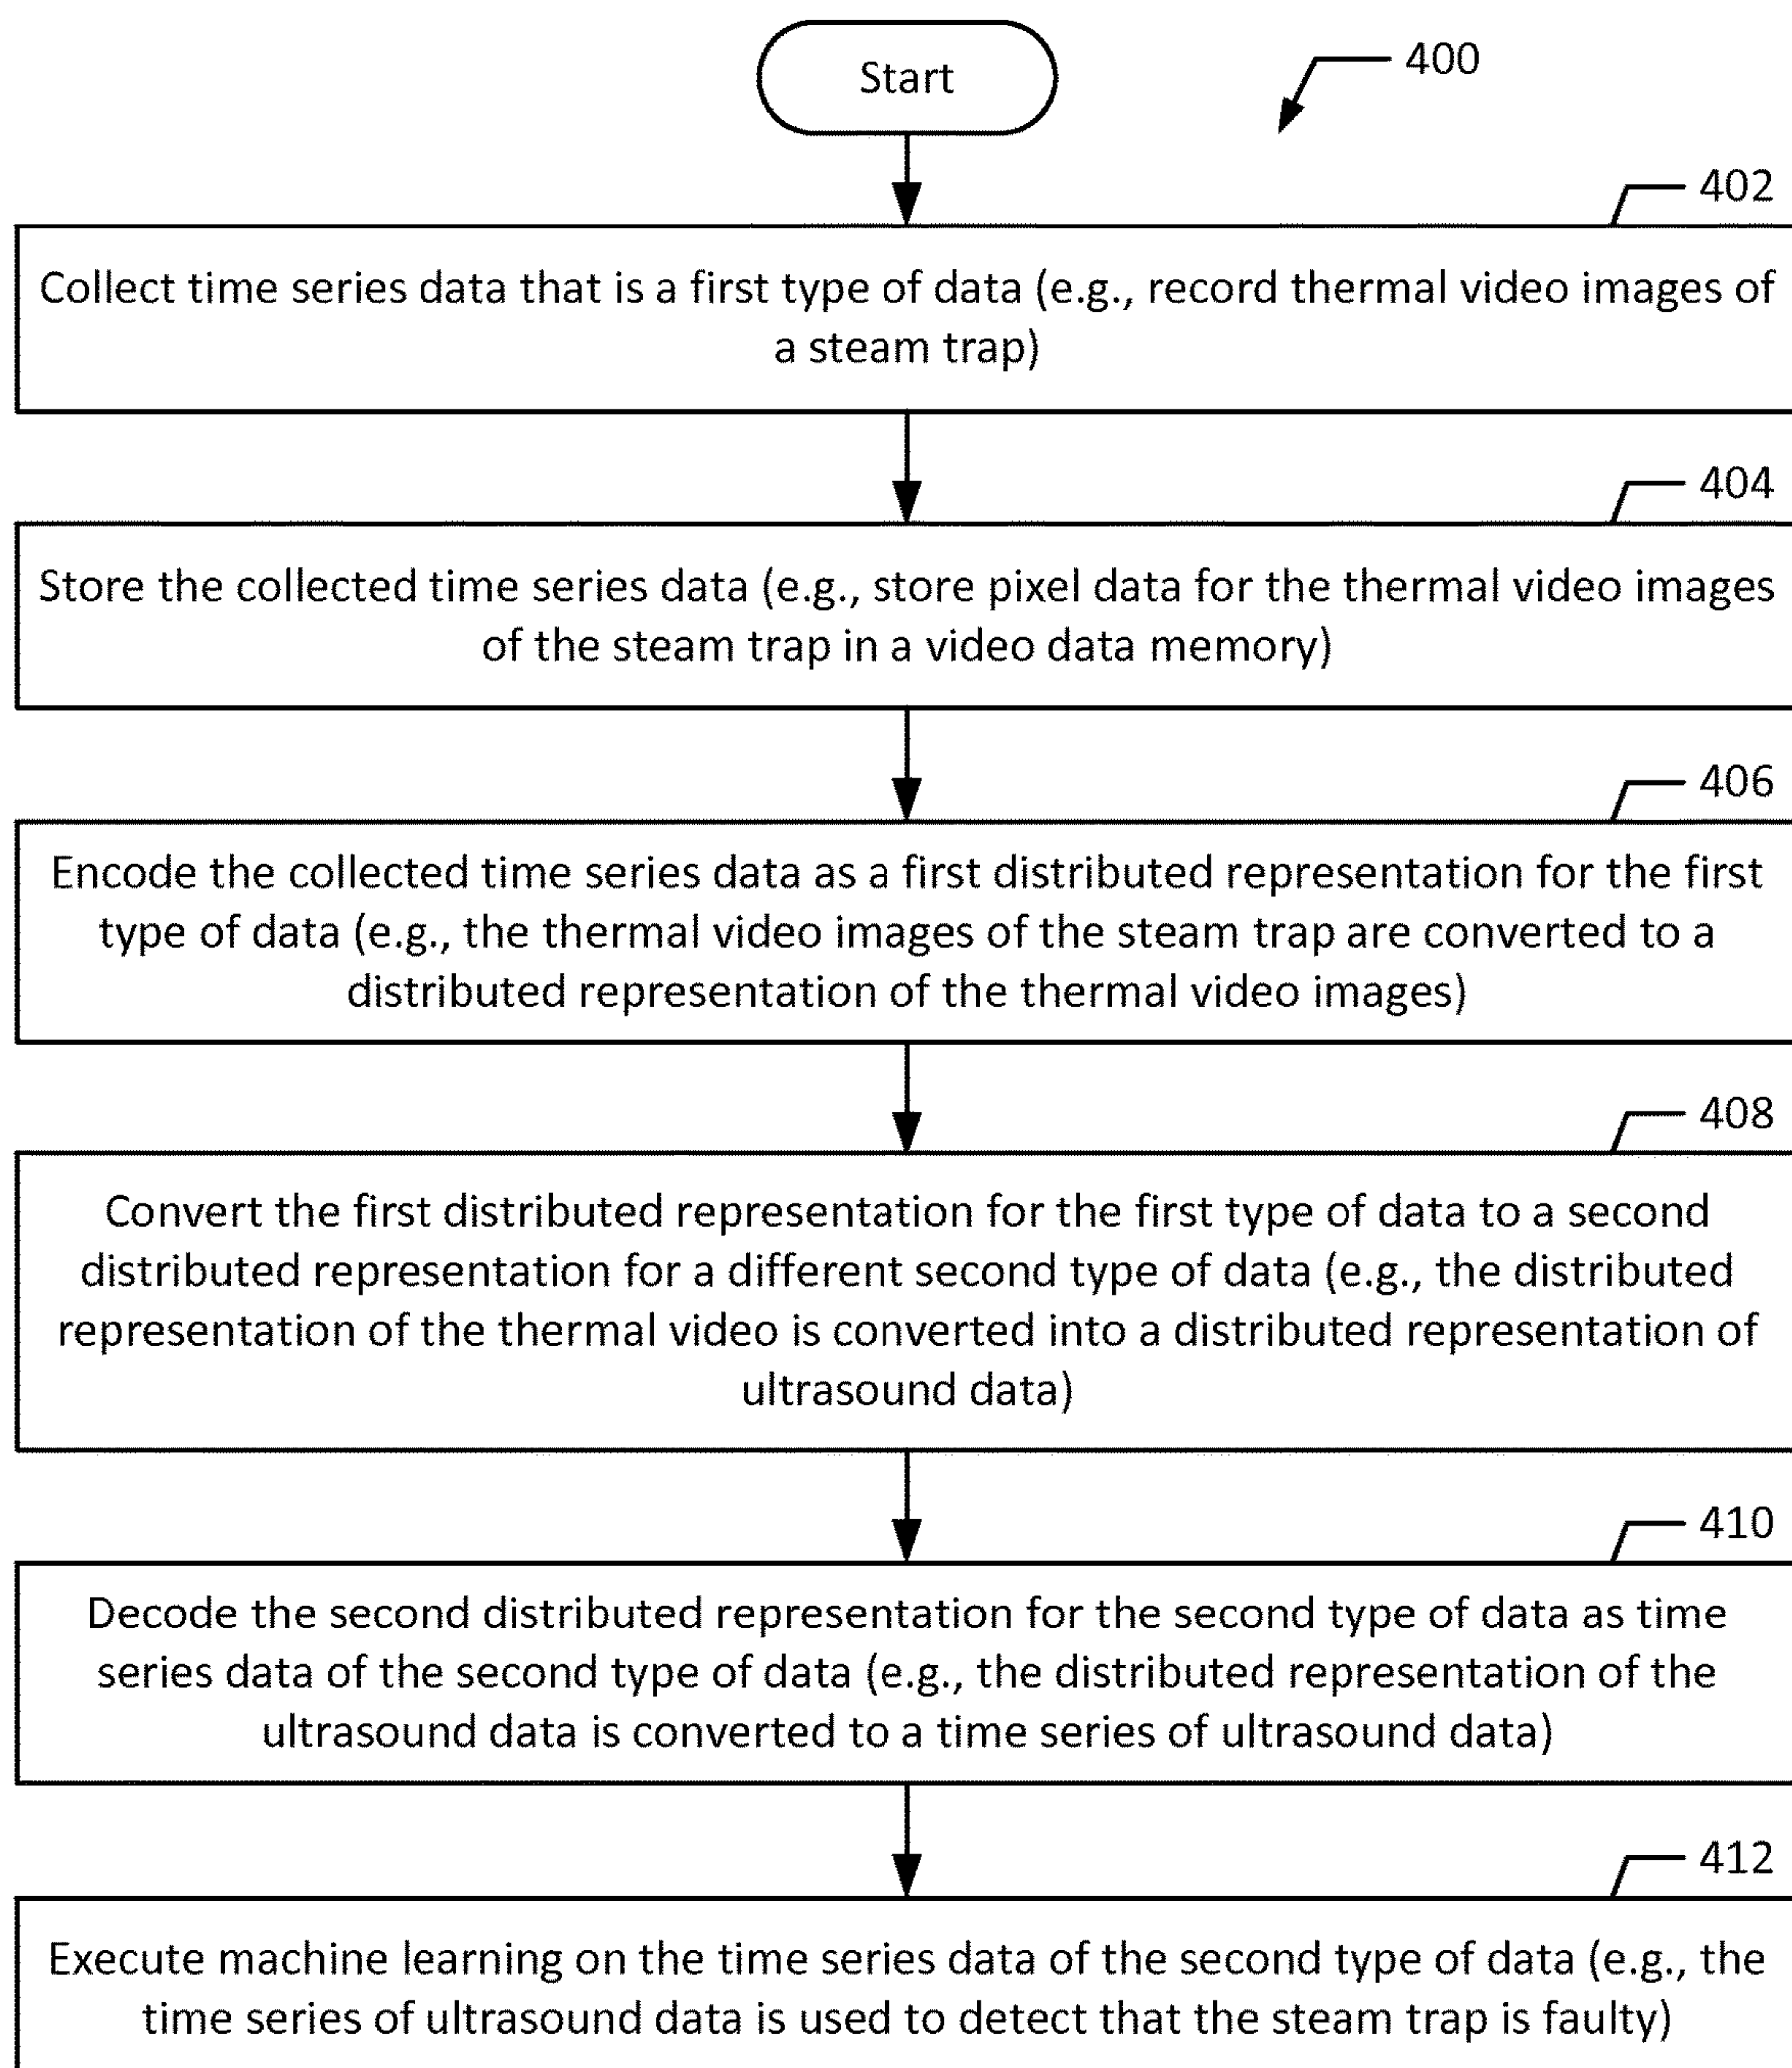 Start
400
402
Collect time series data that is a first type of data (e.g., record thermal video images of
a steam trap)
404
Store the collected time series data (e.g., store pixel data for the thermal video images
of the steam trap in a video data memory)
406
Encode the collected time series data as a first distributed representation for the first
type of data (e.g., the thermal video images of the steam trap are converted to a
distributed representation of the thermal video images)
408
Convert the first distributed representation for the first type of data to a second
distributed representation for a different second type of data (e.g., the distributed
representation of the thermal video is converted into a distributed representation of
ultrasound data)
410
Decode the second distributed representation for the second type of data as time
series data of the second type of data (e.g., the distributed representation of the
ultrasound data is converted to a time series of ultrasound data)
412
Execute machine learning on the time series data of the second type of data (e.g., the
time series of ultrasound data is used to detect that the steam trap is faulty)